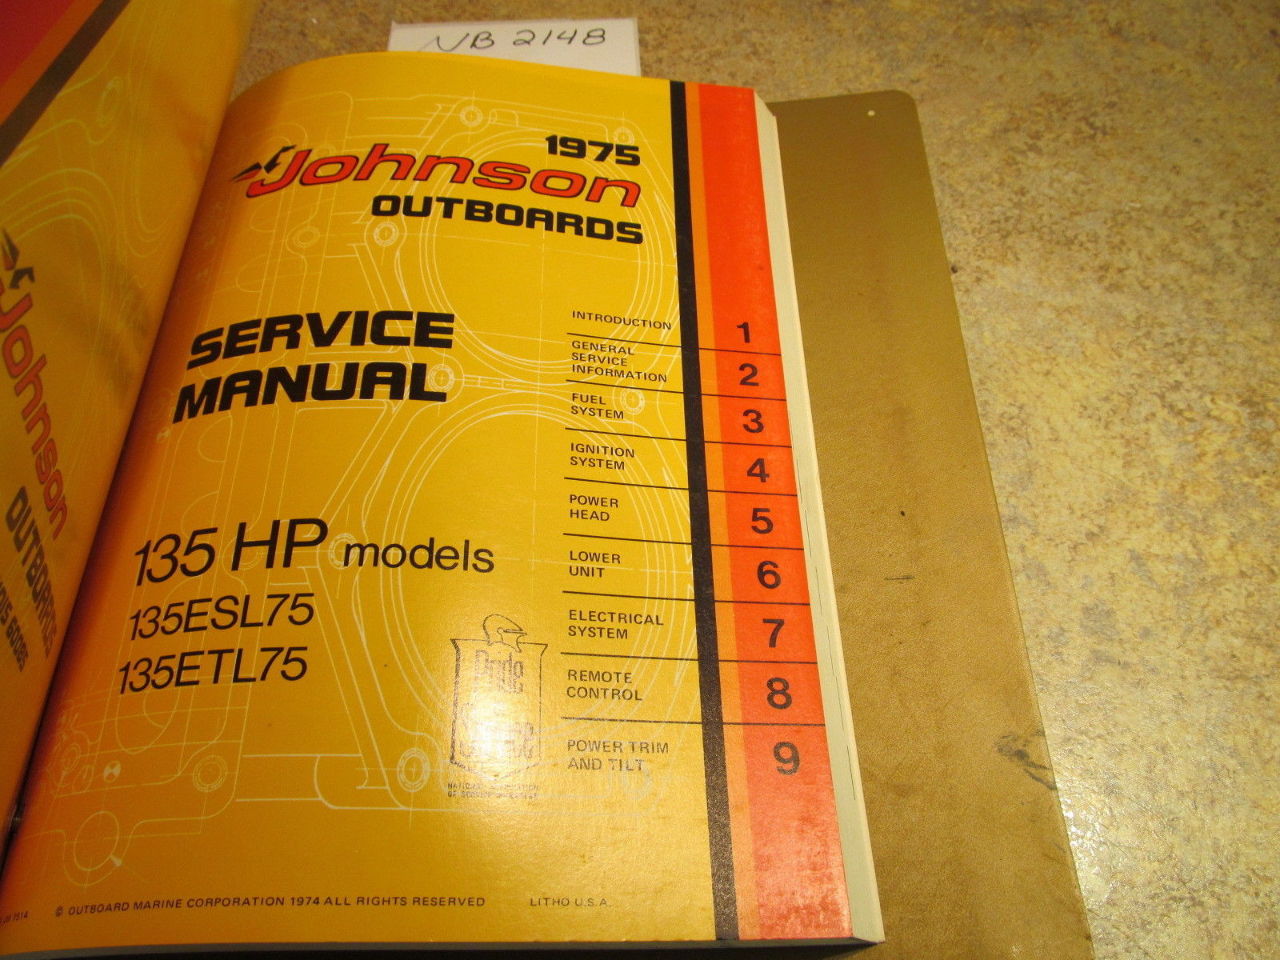 NB 2148
1975
Johnson
OUTBOARDS
SERVICE
MANUAL
135 HP models
135ESL75
135ETL75
INTRODUCTION 1
GENERAL
SERVICE
INFORMATION 2
FUEL
SYSTEM 3
IGNITION
SYSTEM 4
POWER
HEAD 5
LOWER
UNIT 6
ELECTRICAL
SYSTEM 7
REMOTE
CONTROL 8
POWER TRIM
AND TILT 9
Pride
© OUTBOARD MARINE CORPORATION 1974 ALL RIGHTS RESERVED LITHO U.S.A.
Johnson
OUTBOARDS